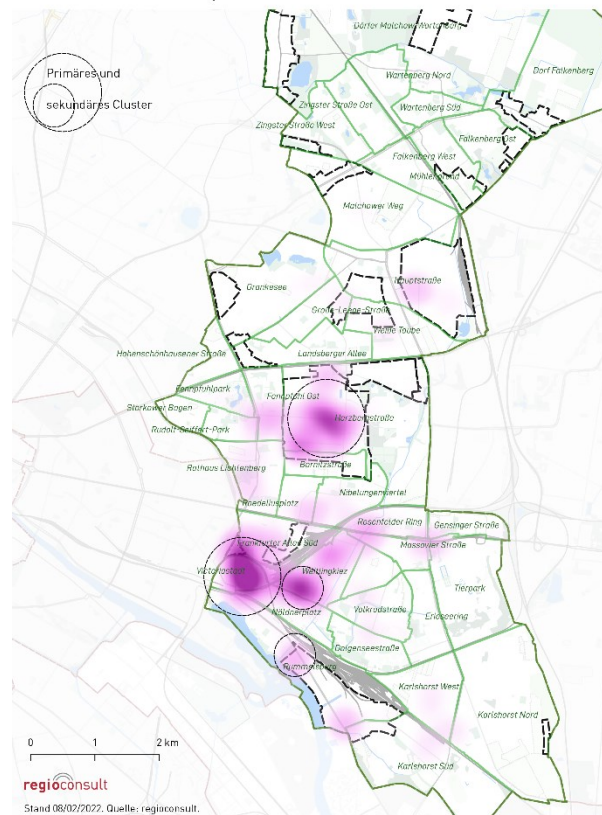 Dörfer Malchow Wartenberg
Primäres und
sekundäres Cluster
Wartenberg Nord
Dorf Falkenberg
Zingster Straße Ost
Wartenberg Süd
Zingster Straße West
Falkenberg Ost
Falkenberg West
Mühlengrund
Malchower Weg
Hauptstraße
Orankesee
Große-Leege-Straße
Weiße Taube
Hohenschönhausener Straße
Landsberger Allee
Fennpfuhlpark
Fennpfuhl Ost
Storkower Bogen
Herzbergstraße
Rudolf-Seiffert-Park
Rathaus Lichtenberg
Bornitzstraße
Nibelungenviertel
Roedeliusplatz
Rosenfelder Ring
Gensinger Straße
Frankfurter Allee Süd
Massower Straße
Victoriastadt
Weitlingkiez
Tierpark
Volkradstraße
Nöldnerplatz
Erieseering
Gaigenseestraße
Rummelsburg
Karlshorst West
Karlshorst Nord
0 1 2 km
Karlshorst Süd
regioconsult
Stand 08/02/2022. Quelle: regioconsult.